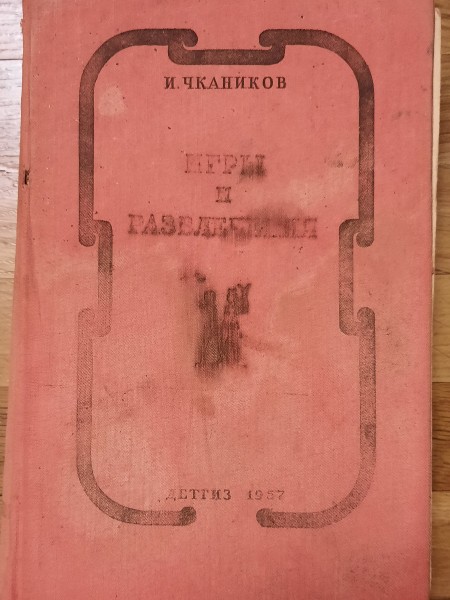 И. ЧКАНИКОВ
ИГРЫ
И
РАЗВЛЕЧЕНИЯ
ДЕТГИЗ 1957